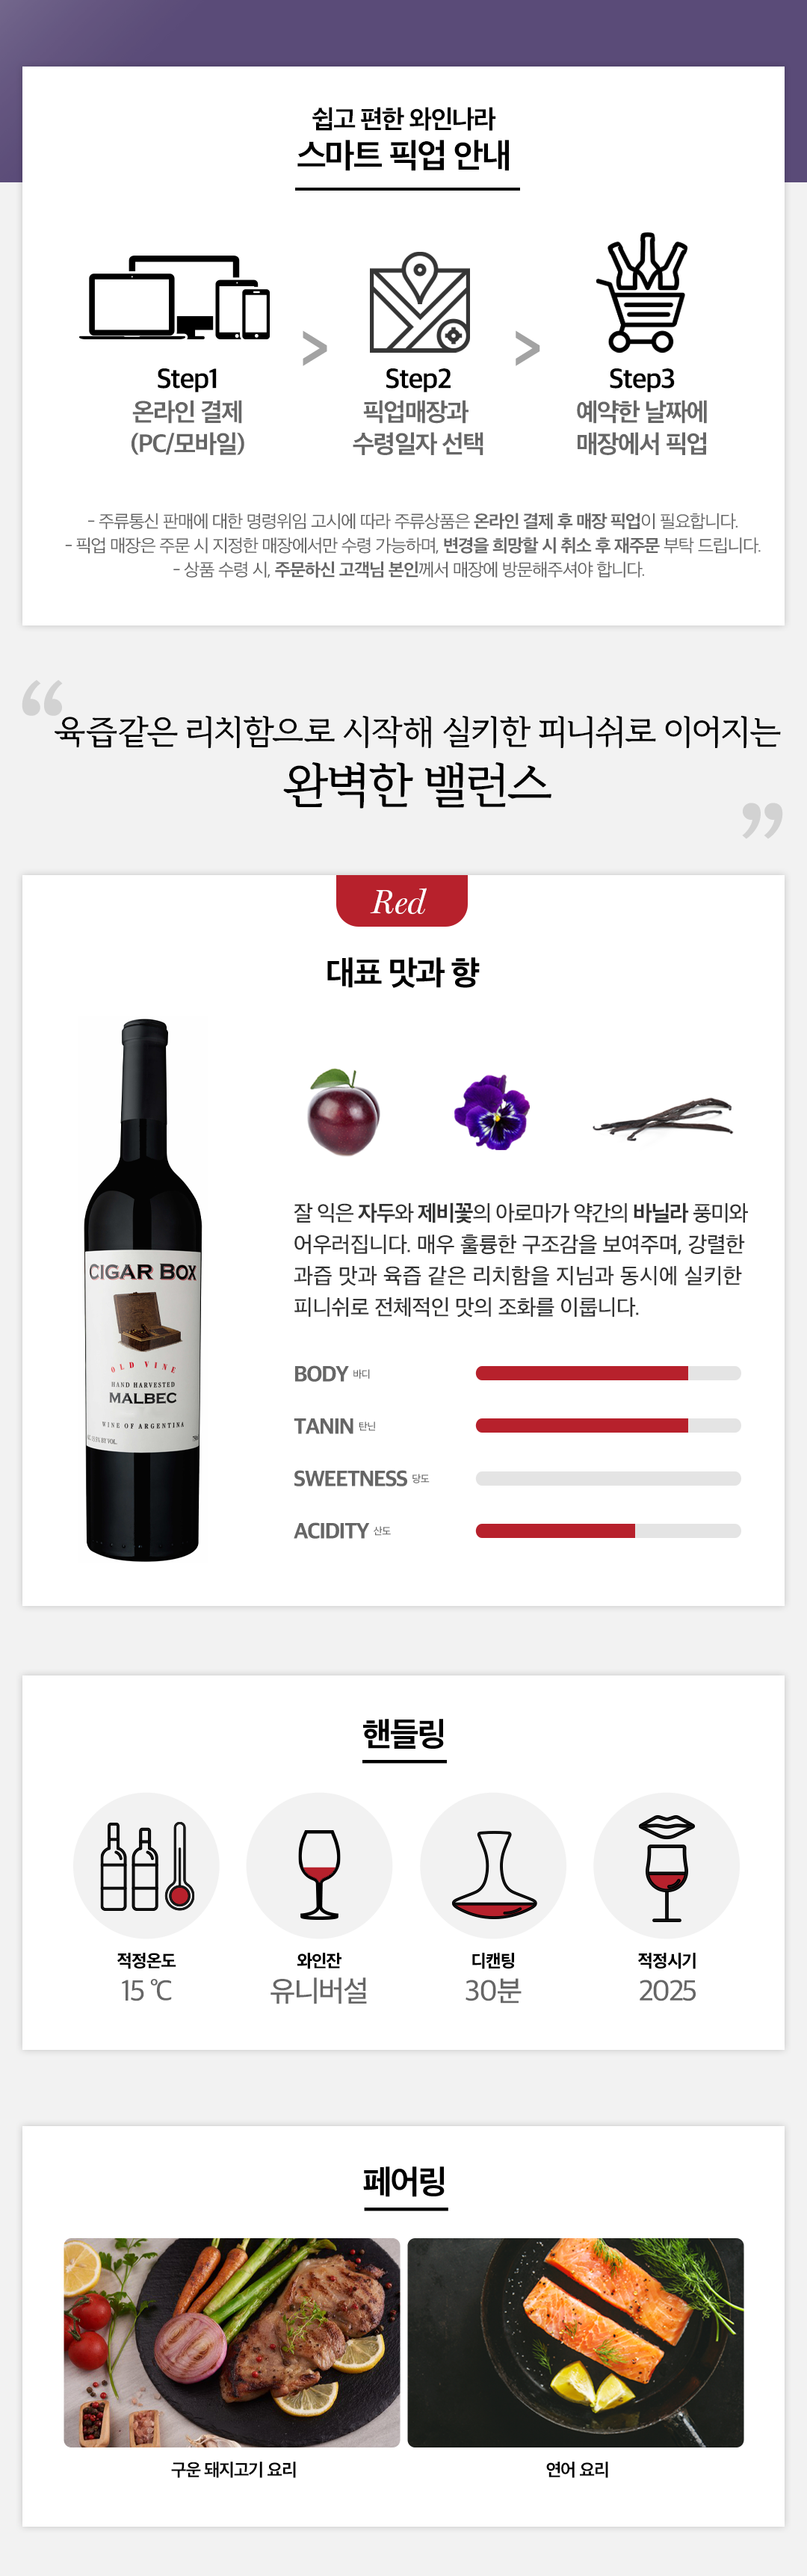 쉽고 편한 와인나라
스마트 픽업 안내
Step1
온라인 결제
(PC/모바일)
>
Step2
픽업매장과
수령일자 선택
>
Step3
예약한 날짜에
매장에서 픽업
- 주류통신 판매에 대한 명령위임 고시에 따라 주류상품은 온라인 결제 후 매장 픽업이 필요합니다.
- 픽업 매장은 주문 시 지정한 매장에서만 수령 가능하며, 변경을 희망할 시 취소 후 재주문 부탁 드립니다.
- 상품 수령 시, 주문하신 고객님 본인께서 매장에 방문해주셔야 합니다.
“육즙같은 리치함으로 시작해 실키한 피니쉬로 이어지는
완벽한 밸런스”
Red
대표 맛과 향
CIGAR BOX
OLD VINE
HAND HARVESTED
MALBEC
WINE OF ARGENTINA
잘 익은 자두와 제비꽃의 아로마가 약간의 바닐라 풍미와
어우러집니다. 매우 훌륭한 구조감을 보여주며, 강렬한
과즙 맛과 육즙 같은 리치함을 지님과 동시에 실키한
피니쉬로 전체적인 맛의 조화를 이룹니다.
BODY 바디
TANIN 탄닌
SWEETNESS 당도
ACIDITY 산도
핸들링
적정온도
15 ℃
와인잔
유니버설
디캔팅
30분
적정시기
2025
페어링
구운 돼지고기 요리
연어 요리